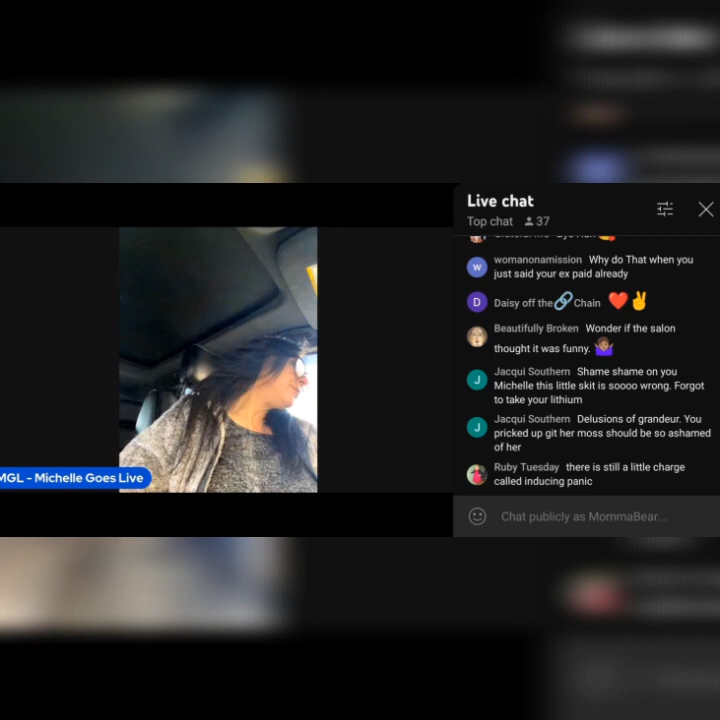 Live chat
Top chat 37
womanonamission Why do That when you
just said your ex paid already
Daisy off the🔗Chain ❤️✌️
Beautifully Broken Wonder if the salon
thought it was funny. 🤷🏽‍♀️
Jacqui Southern Shame shame on you
Michelle this little skit is soooo wrong. Forgot
to take your lithium
Jacqui Southern Delusions of grandeur. You
pricked up git her moss should be so ashamed
of her
Ruby Tuesday there is still a little charge
called inducing panic
Chat publicly as MommaBear...
MGL - Michelle Goes Live